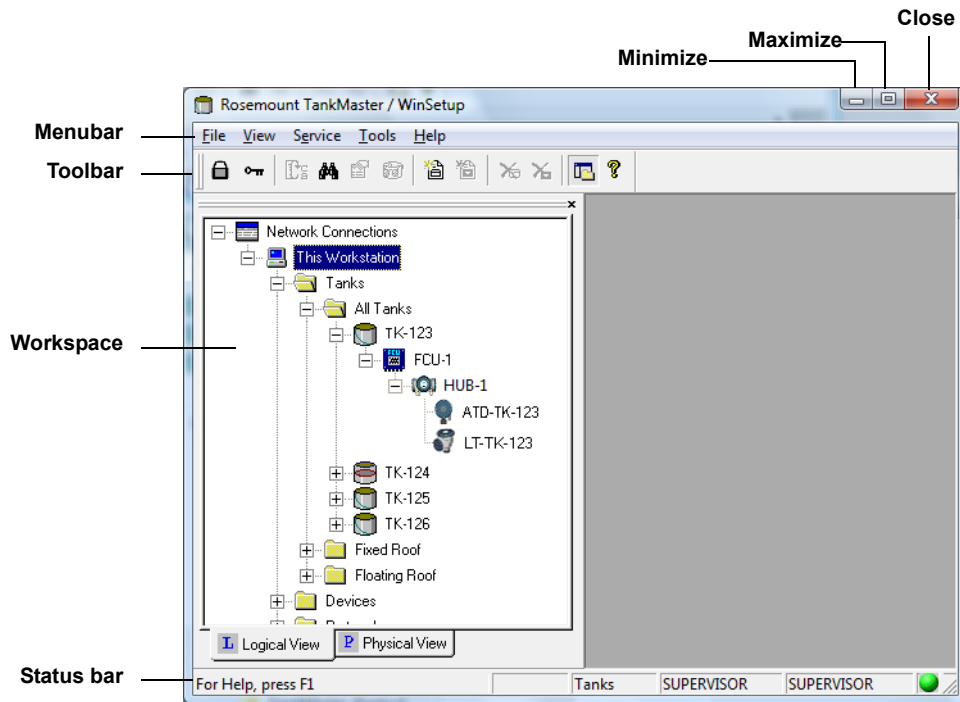 Close
Maximize
Minimize
Rosemount TankMaster / WinSetup
Menubar
File View Service Tools Help
Toolbar
Network Connections
This Workstation
Tanks
All Tanks
TK-123
Workspace
FCU
FCU-1
HUB-1
ATD-TK-123
LT-TK-123
TK-124
TK-125
TK-126
Fixed Roof
Floating Roof
Devices
L Logical View P Physical View
Status bar
For Help, press F1 Tanks SUPERVISOR SUPERVISOR